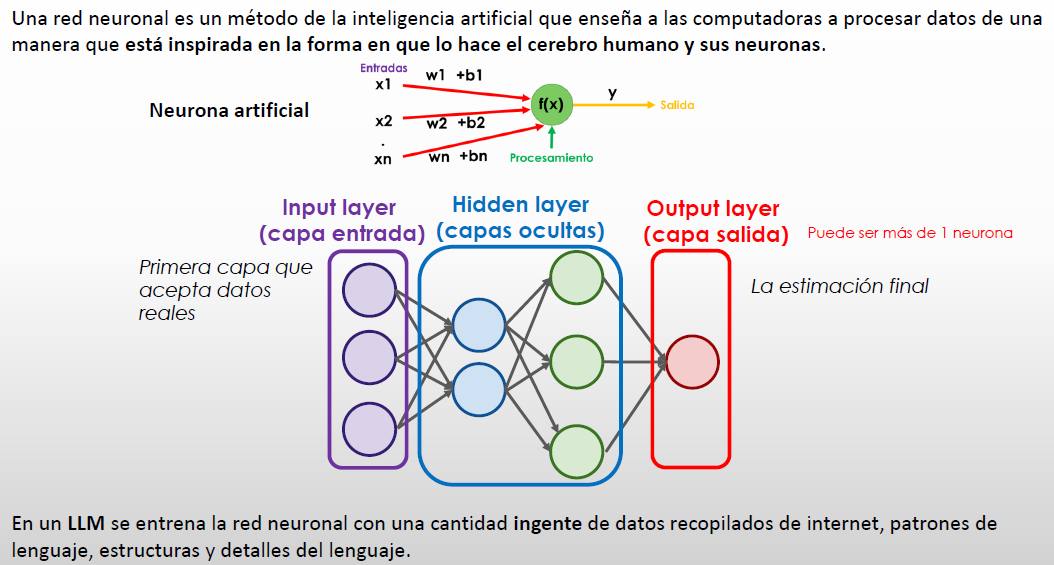 Una red neuronal es un método de la inteligencia artificial que enseña a las computadoras a procesar datos de una
manera que está inspirada en la forma en que lo hace el cerebro humano y sus neuronas.
Neurona artificial
Entradas
x1
w1 +b1
x2
w2 +b2
.
xn
wn +bn
f(x)
y
Salida
Procesamiento
Input layer
(capa entrada)
Hidden layer
(capas ocultas)
Output layer
(capa salida)
Puede ser más de 1 neurona
Primera capa que
acepta datos
reales
La estimación final
En un LLM se entrena la red neuronal con una cantidad ingente de datos recopilados de internet, patrones de
lenguaje, estructuras y detalles del lenguaje.